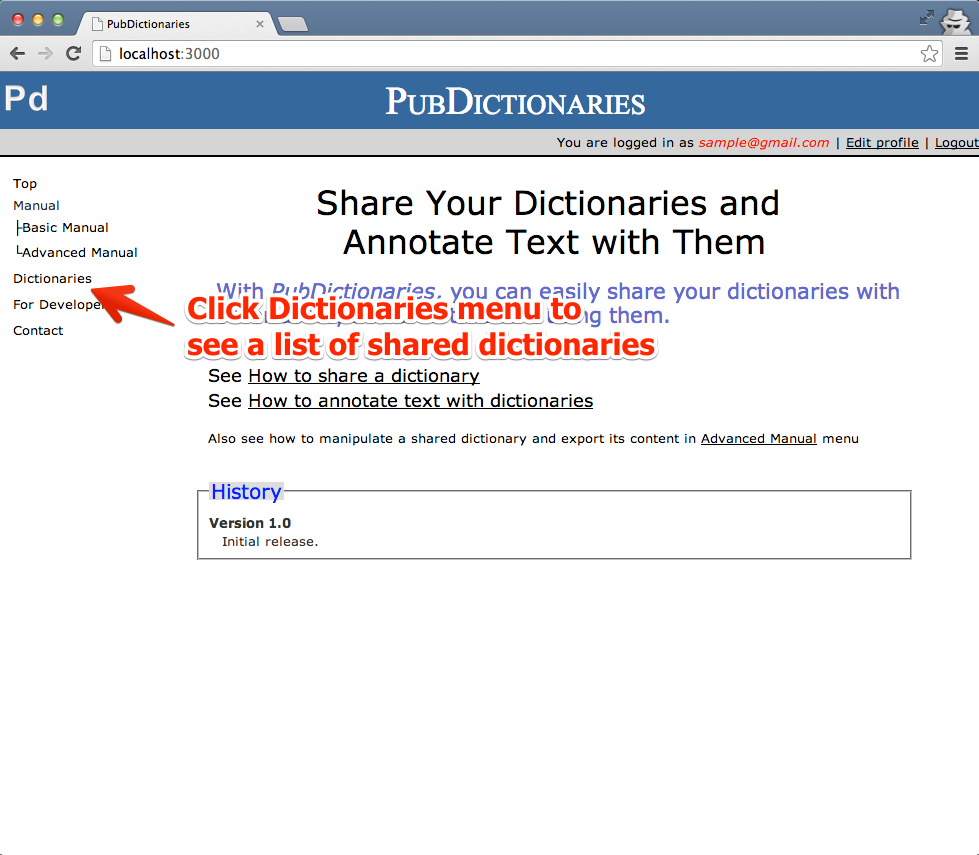 PubDictionaries
localhost:3000
Pd
PubDictionaries
You are logged in as sample@gmail.com | Edit profile | Logout
Top
Manual
├Basic Manual
└Advanced Manual
Dictionaries
For Develope
Contact
Share Your Dictionaries and
Annotate Text with Them
With PubDictionaries, you can easily share your dictionaries with
using them.
Click Dictionaries menu to
see a list of shared dictionaries
See How to share a dictionary
See How to annotate text with dictionaries
Also see how to manipulate a shared dictionary and export its content in Advanced Manual menu
History
Version 1.0
Initial release.